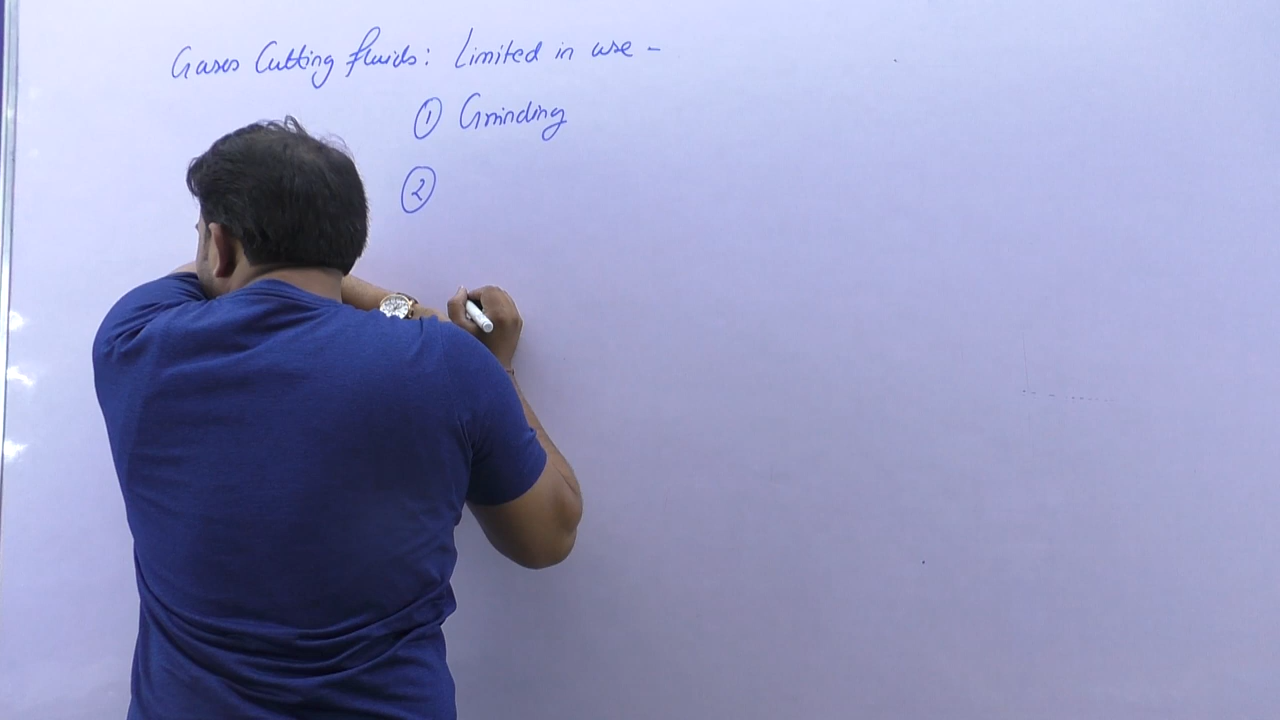 Gases Cutting fluids: Limited in use -
① Grinding
②